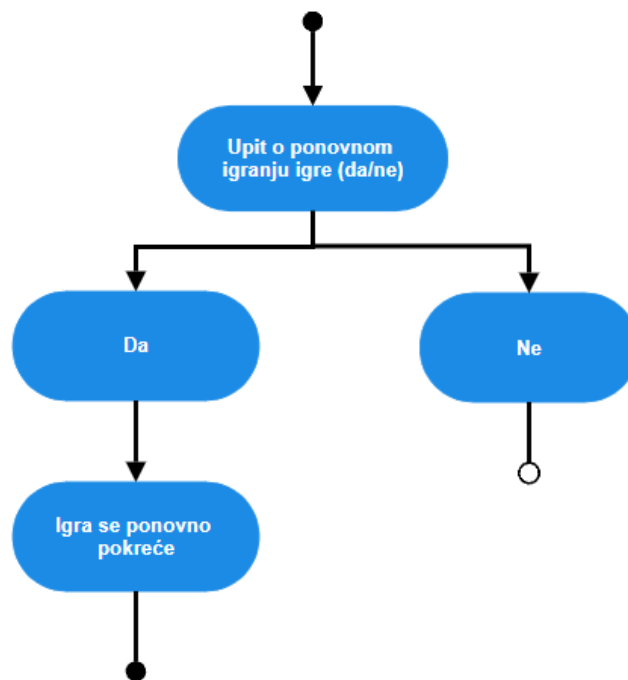 Upit o ponovnom
igranju igre (da/ne)
Da
Ne
Igra se ponovno
pokreće